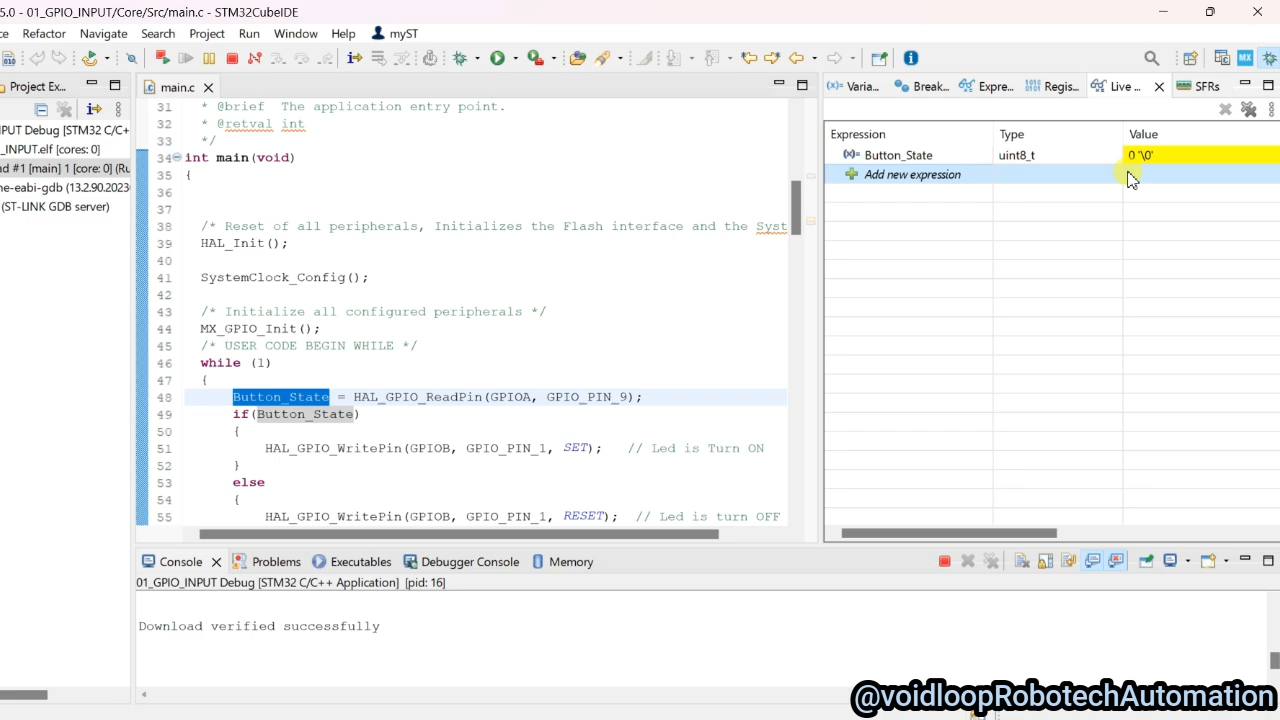 5.0 - 01_GPIO_INPUT/Core/Src/main.c - STM32CubeIDE
ce Refactor Navigate Search Project Run Window Help myST
Project Ex...
main.c
(x)= Varia...
Break...
Expre...
Regis...
Live ...
SFRs
PUT Debug [STM32 C/C+
_INPUT.elf [cores: 0]
ad #1 [main] 1 [core: 0] (Ru
ne-eabi-gdb (13.2.90.2023
(ST-LINK GDB server)
31 * @brief  The application entry point.
32 * @retval int
33 */
34 int main(void)
35 {
36
37
38 /* Reset of all peripherals, Initializes the Flash interface and the Syst
39 HAL_Init();
40
41 SystemClock_Config();
42
43 /* Initialize all configured peripherals */
44 MX_GPIO_Init();
45 /* USER CODE BEGIN WHILE */
46 while (1)
47 {
48 Button_State = HAL_GPIO_ReadPin(GPIOA, GPIO_PIN_9);
49 if(Button_State)
50 {
51 HAL_GPIO_WritePin(GPIOB, GPIO_PIN_1, SET);   // Led is Turn ON
52 }
53 else
54 {
55 HAL_GPIO_WritePin(GPIOB, GPIO_PIN_1, RESET);  // Led is turn OFF
Expression Type Value
(x)= Button_State uint8_t 0 '\0'
Add new expression
Console Problems Executables Debugger Console Memory
01_GPIO_INPUT Debug [STM32 C/C++ Application] [pid: 16]
Download verified successfully
@voidloopRobotechAutomation